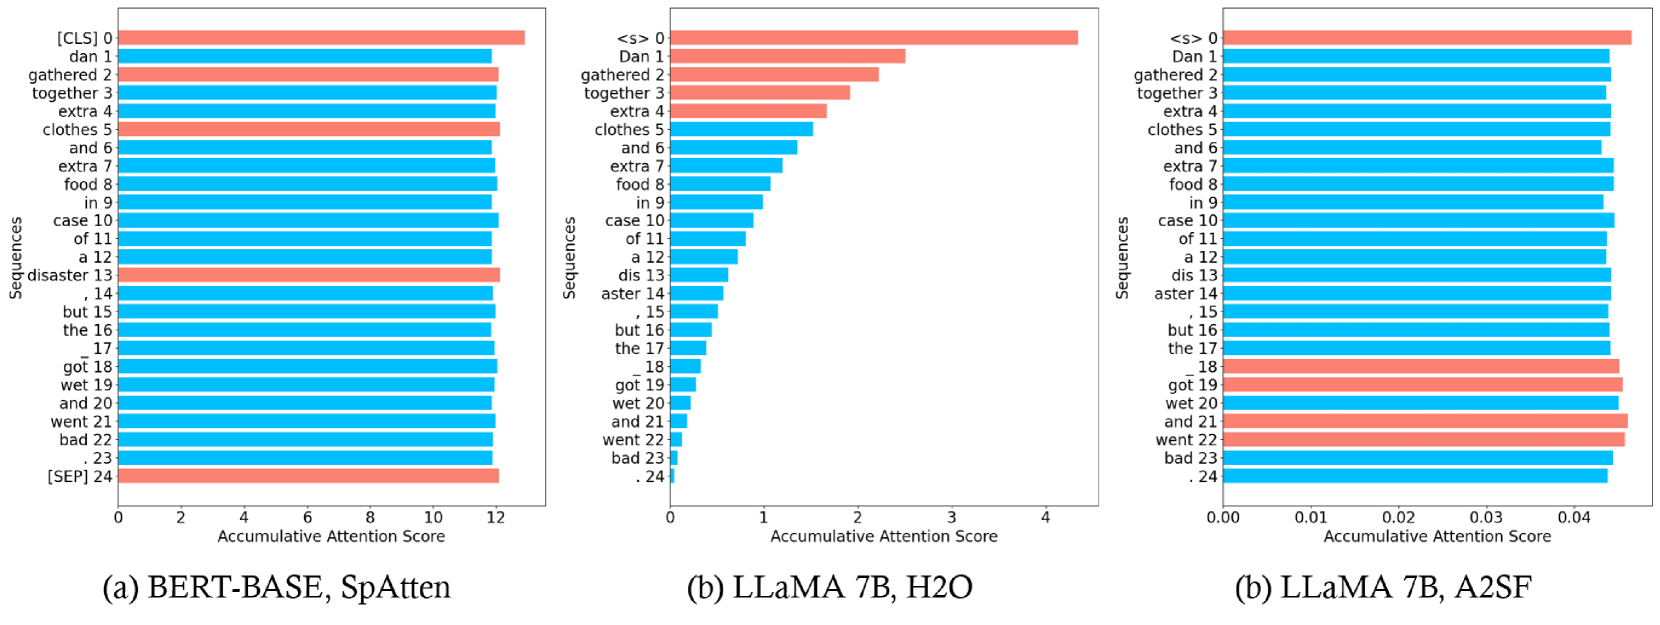 [CLS] 0
dan 1
gathered 2
together 3
extra 4
clothes 5
and 6
extra 7
food 8
in 9
case 10
of 11
a 12
disaster 13
, 14
but 15
the 16
_ 17
got 18
wet 19
and 20
went 21
bad 22
. 23
[SEP] 24
Sequences
0 2 4 6 8 10 12
Accumulative Attention Score
(a) BERT-BASE, SpAtten
<s> 0
Dan 1
gathered 2
together 3
extra 4
clothes 5
and 6
extra 7
food 8
in 9
case 10
of 11
a 12
dis 13
aster 14
, 15
but 16
the 17
_ 18
got 19
wet 20
and 21
went 22
bad 23
. 24
Sequences
0 1 2 3 4
Accumulative Attention Score
(b) LLaMA 7B, H2O
<s> 0
Dan 1
gathered 2
together 3
extra 4
clothes 5
and 6
extra 7
food 8
in 9
case 10
of 11
a 12
dis 13
aster 14
, 15
but 16
the 17
_ 18
got 19
wet 20
and 21
went 22
bad 23
. 24
Sequences
0.00 0.01 0.02 0.03 0.04
Accumulative Attention Score
(b) LLaMA 7B, A2SF